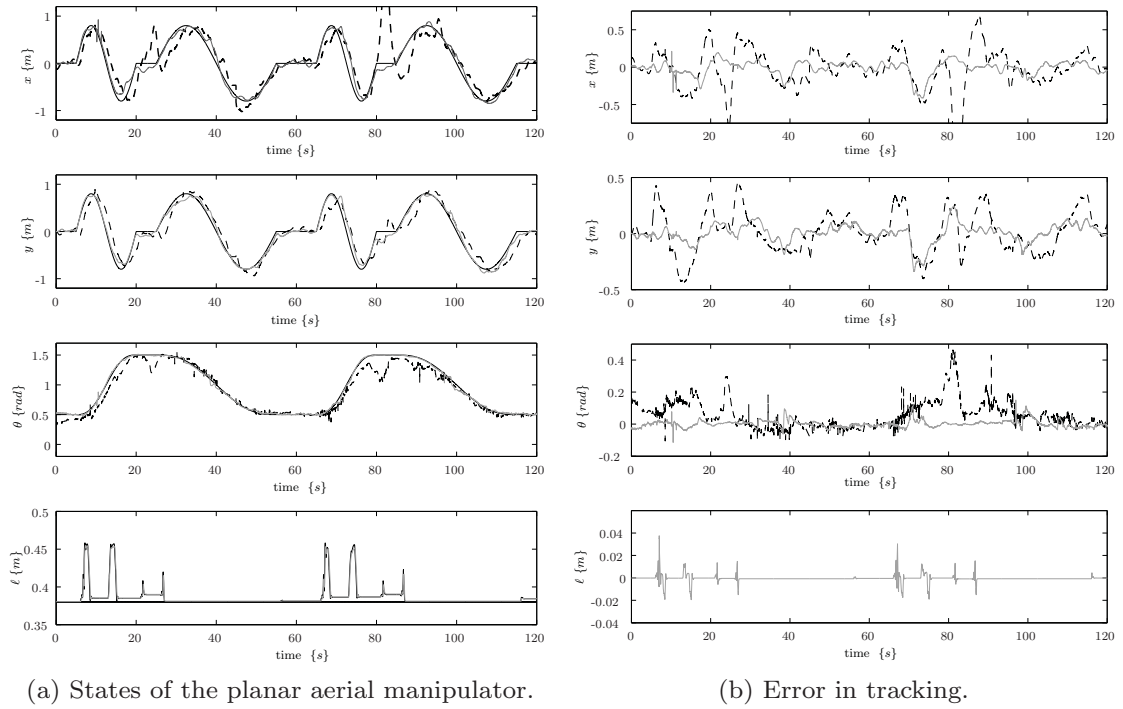 1
0
-1
x {m}
0 20 40 60 80 100 120
time {s}
1
0
-1
y {m}
0 20 40 60 80 100 120
time {s}
1.5
1
0.5
0
θ {rad}
0 20 40 60 80 100 120
time {s}
0.5
0.45
0.4
0.35
ℓ {m}
0 20 40 60 80 100 120
time {s}
(a) States of the planar aerial manipulator.
0.5
0
-0.5
x {m}
0 20 40 60 80 100 120
time {s}
0.5
0
-0.5
y {m}
0 20 40 60 80 100 120
time {s}
0.4
0.2
0
-0.2
θ {rad}
0 20 40 60 80 100 120
time {s}
0.04
0.02
0
-0.02
-0.04
ℓ {m}
0 20 40 60 80 100 120
time {s}
(b) Error in tracking.